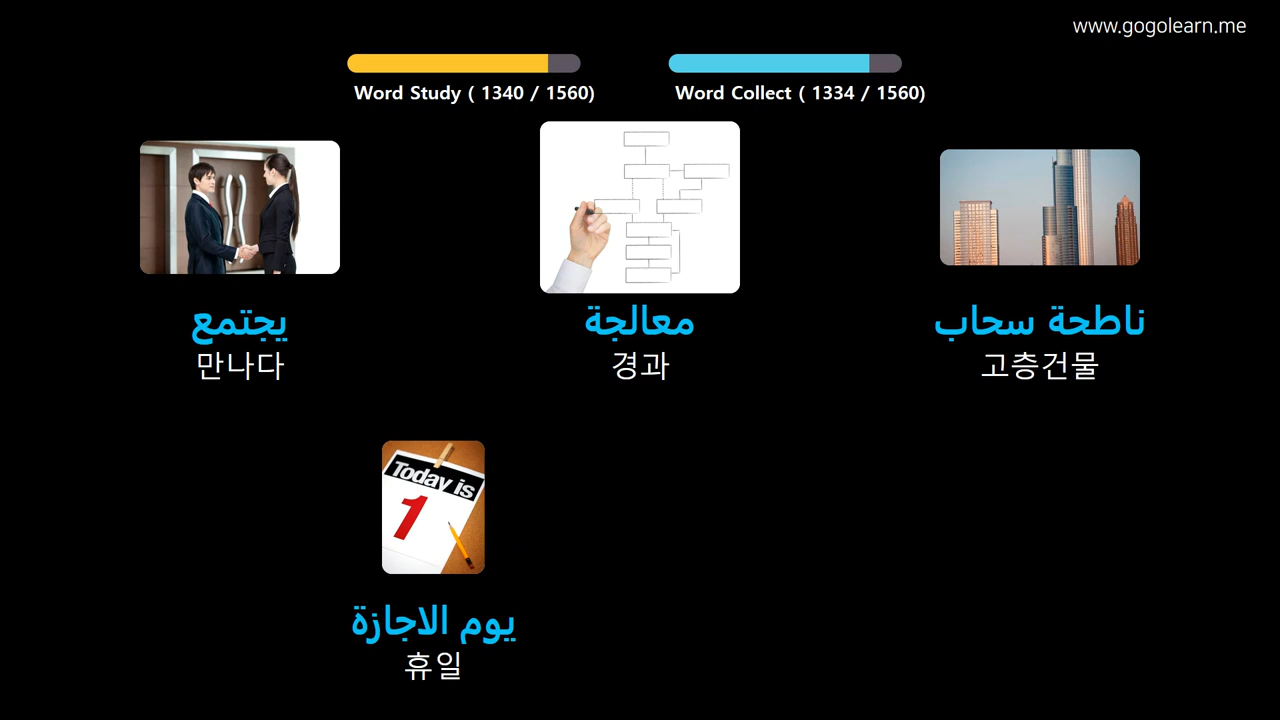 www.gogolearn.me
Word Study ( 1340 / 1560)
Word Collect ( 1334 / 1560)
يجتمع
만나다
معالجة
경과
ناطحة سحاب
고층건물
Today is
1
يوم الاجازة
휴일